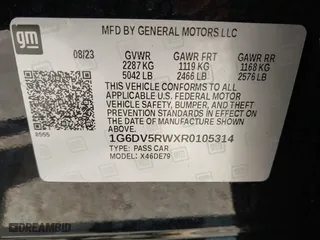 gm
MFD BY GENERAL MOTORS LLC
08/23 GVWR GAWR FRT GAWR RR
2287 KG 1119 KG 1168 KG
5042 LB 2466 LB 2576 LB
THIS VEHICLE CONFORMS TO ALL
APPLICABLE U.S. FEDERAL MOTOR
VEHICLE SAFETY, BUMPER, AND THEFT
PREVENTION STANDARDS IN EFFECT
ON THE DATE OF MANUFACTURE
SHOWN ABOVE.
1G6DV5RWXR0105314
TYPE: PASS CAR
MODEL: X46DE79
8555
DREAMBID